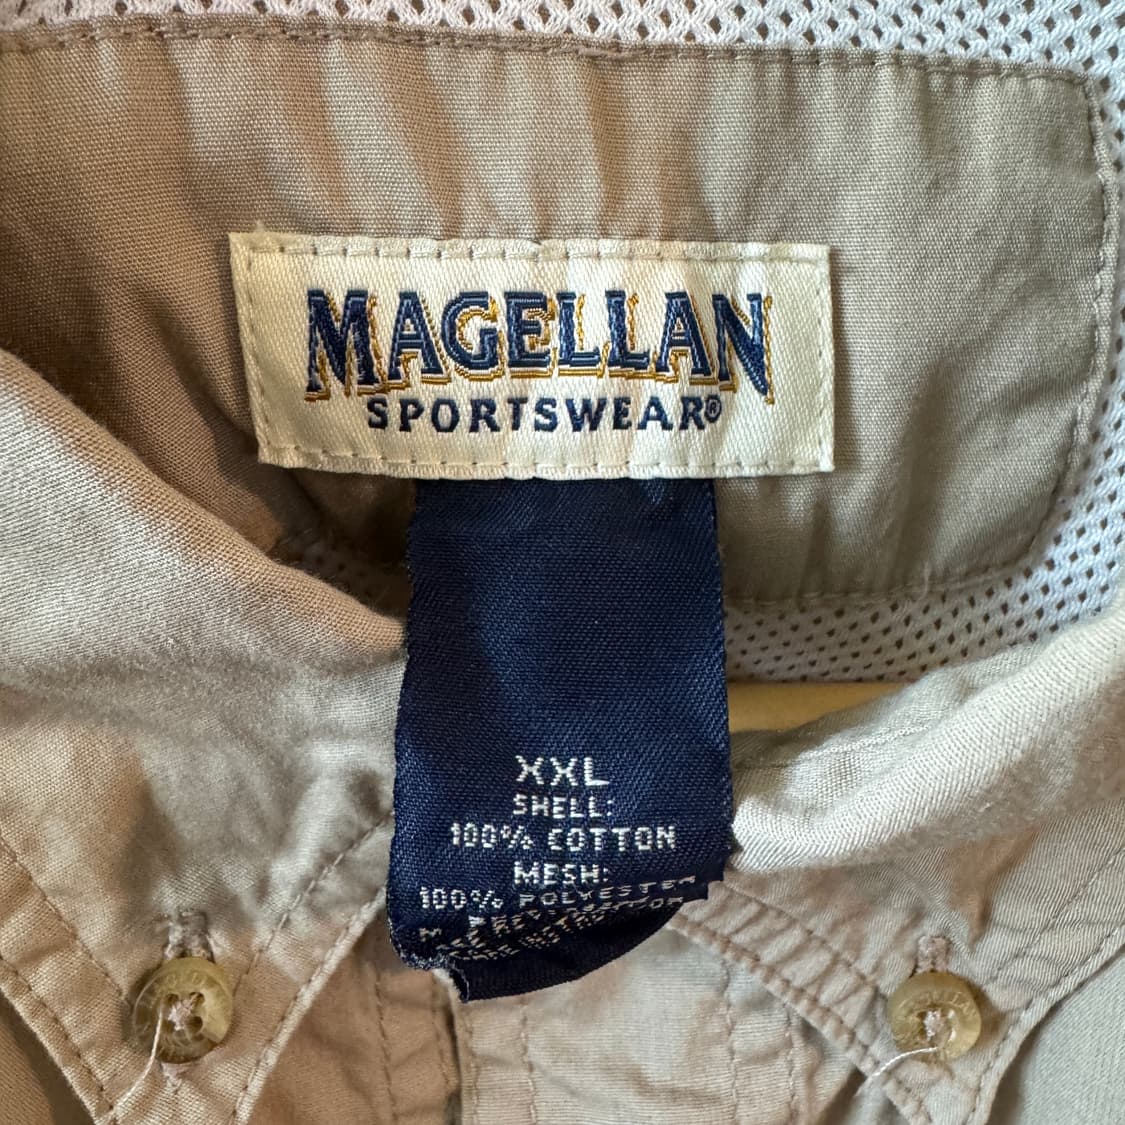 MAGELLAN
SPORTSWEAR®
XXL
SHELL:
100% COTTON
MESH:
100% POLYESTER